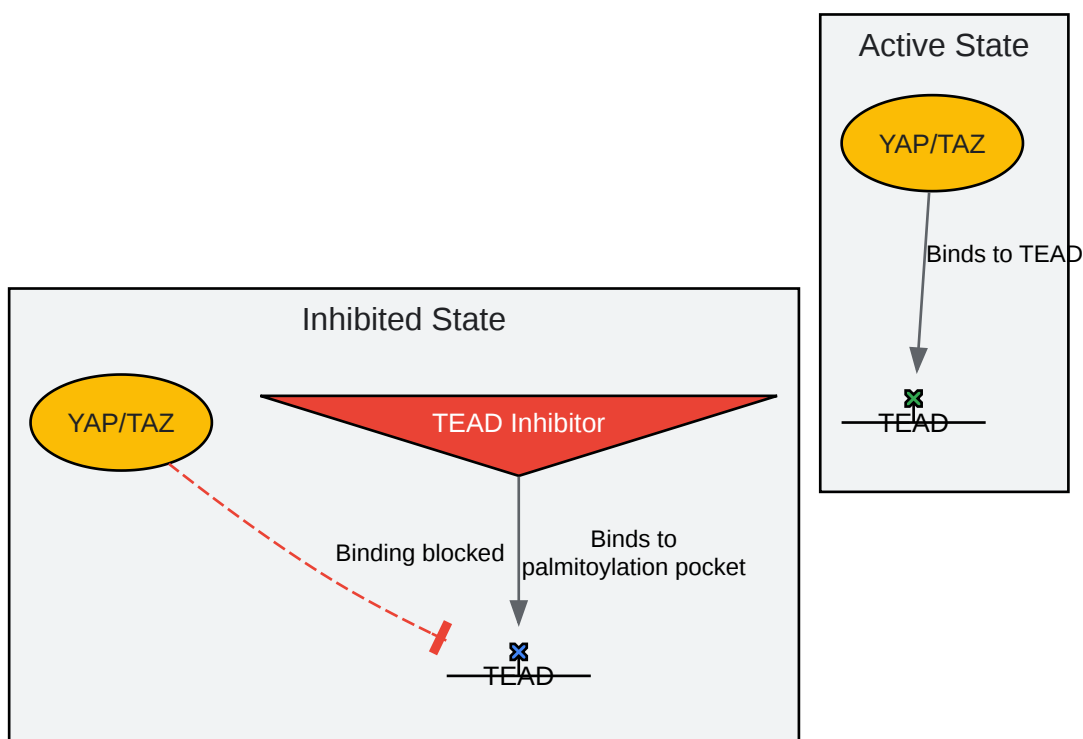 Active State
YAP/TAZ
Binds to TEAD
TEAD
Inhibited State
YAP/TAZ
TEAD Inhibitor
Binding blocked
Binds to
palmitoylation pocket
TEAD